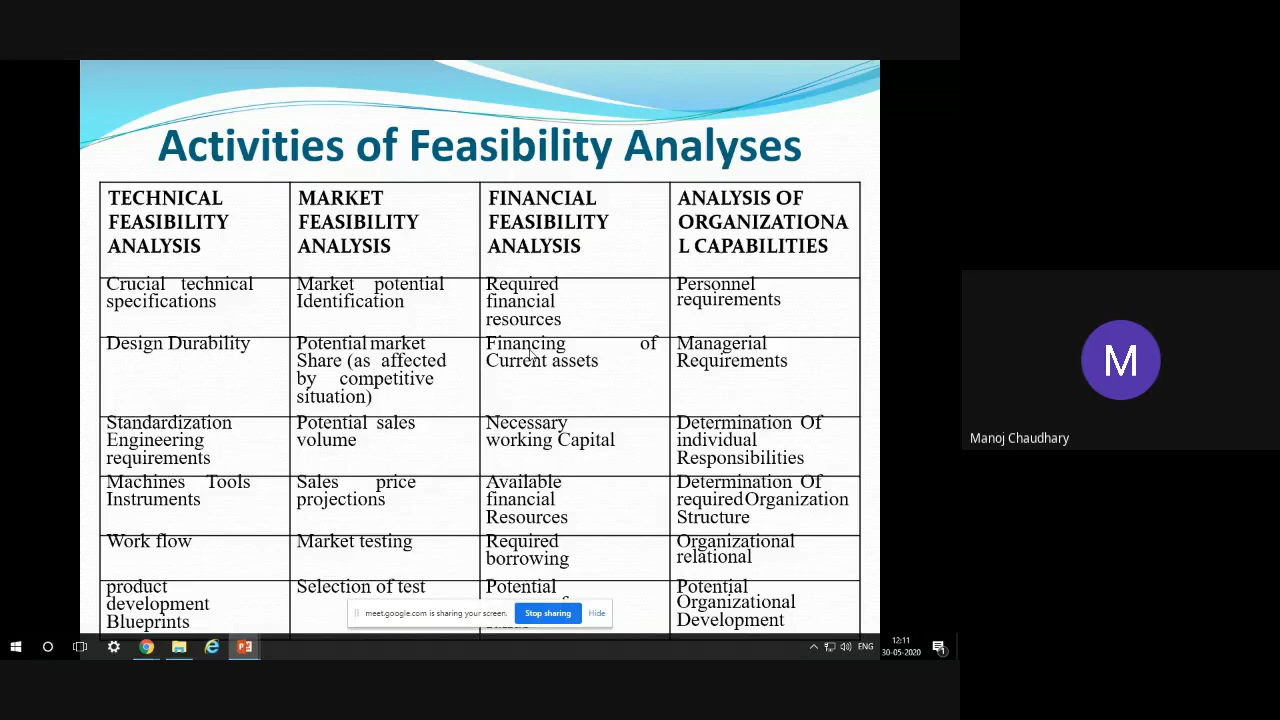 Activities of Feasibility Analyses
TECHNICAL
FEASIBILITY
ANALYSIS
MARKET
FEASIBILITY
ANALYSIS
FINANCIAL
FEASIBILITY
ANALYSIS
ANALYSIS OF
ORGANIZATIONA
L CAPABILITIES
Crucial technical
specifications
Market potential
Identification
Required
financial
resources
Personnel
requirements
Design Durability
Potential market
Share (as affected
by competitive
situation)
Financing of
Current assets
Managerial
Requirements
Standardization
Engineering
requirements
Potential sales
volume
Necessary
working Capital
Determination Of
individual
Responsibilities
Machines Tools
Instruments
Sales price
projections
Available
financial
Resources
Determination Of
required Organization
Structure
Work flow
Market testing
Required
borrowing
Organizational
relational
product
development
Blueprints
Selection of test
Potential
Potential
Organizational
Development
meet.google.com is sharing your screen.
Stop sharing
Hide
M
Manoj Chaudhary
ENG
12:11
30-05-2020
1